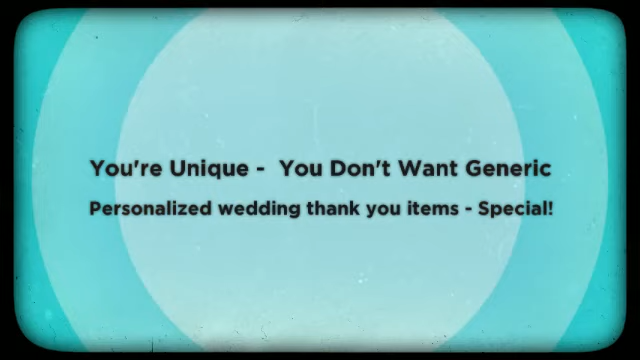 You're Unique -  You Don't Want Generic
Personalized wedding thank you items - Special!